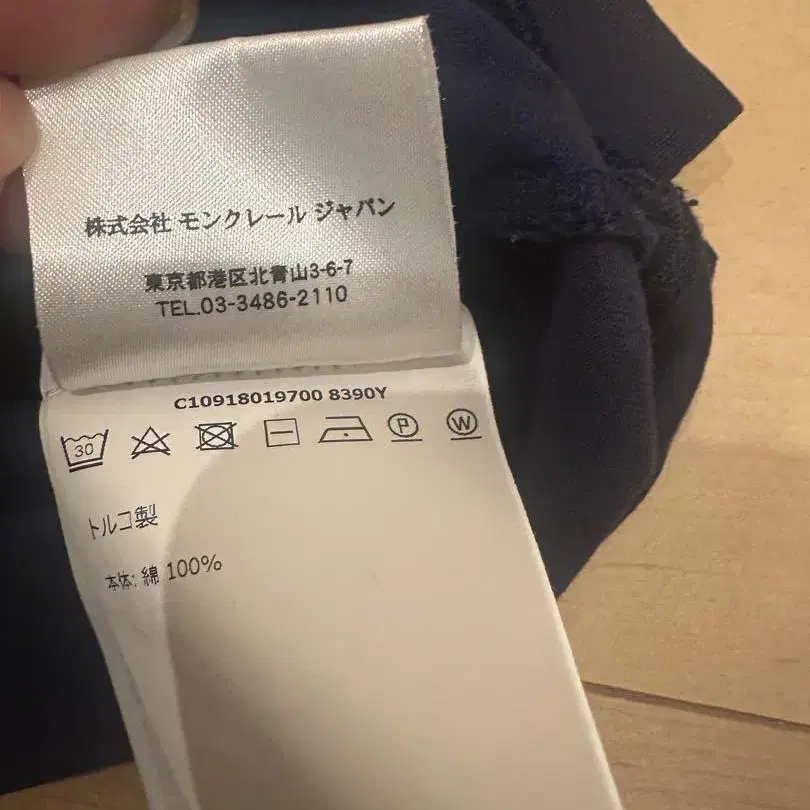 株式会社 モンクレール ジャパン
東京都港区北青山3-6-7
TEL.03-3486-2110
C10918019700 8390Y
30 P W
トルコ製
本体: 綿 100%